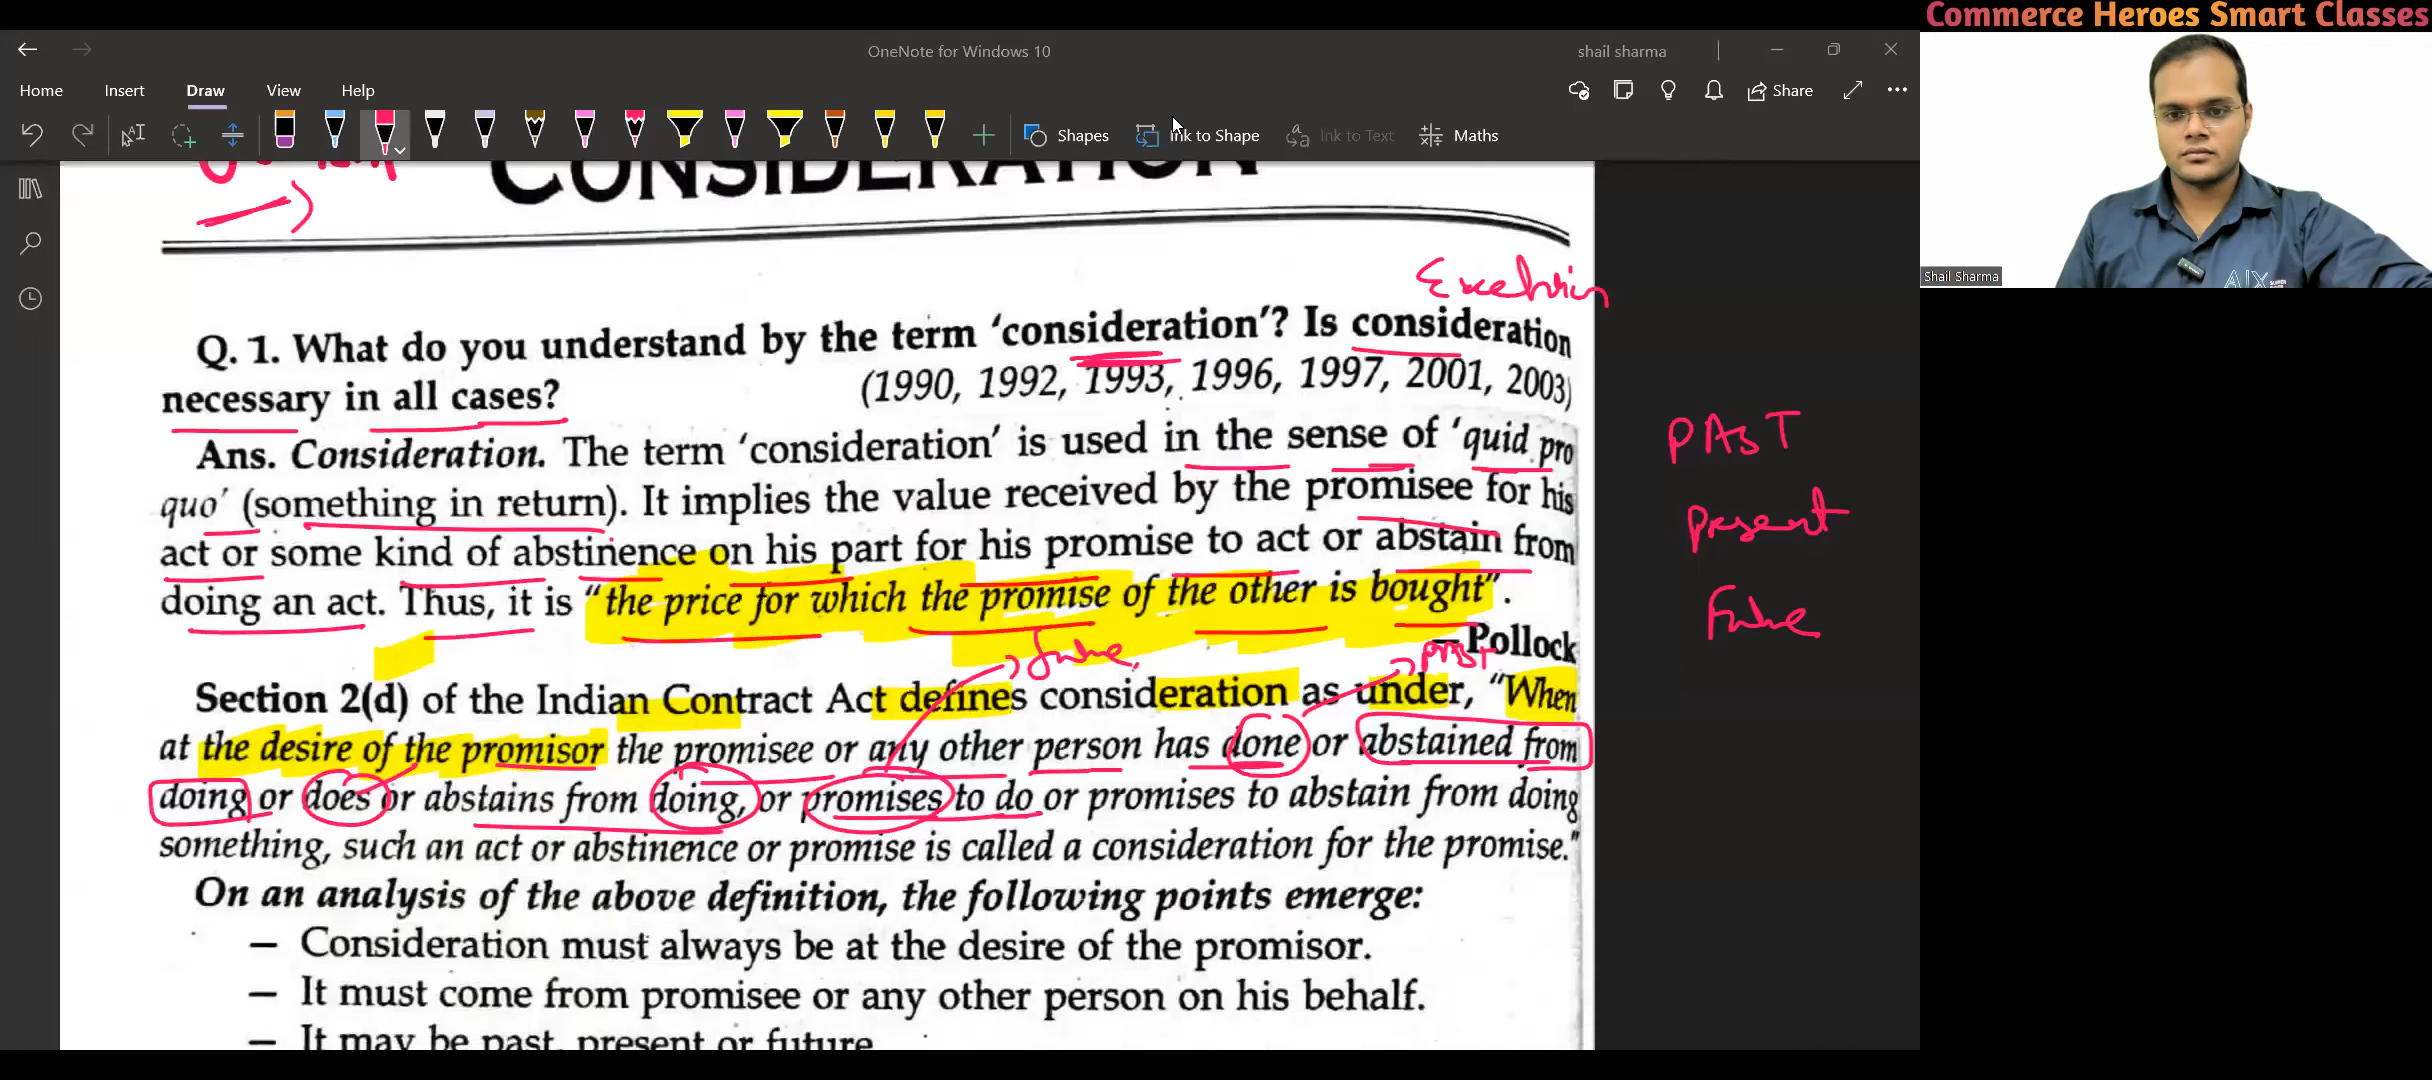 Commerce Heroes Smart Classes
OneNote for Windows 10
shail sharma
Home Insert Draw View Help
Share
Shapes
Ink to Shape
Ink to Text
Maths
Shail Sharma
CONSIDERATION
Q. 1. What do you understand by the term ‘consideration’? Is consideration
necessary in all cases? (1990, 1992, 1993, 1996, 1997, 2001, 2003)
Ans. Consideration. The term ‘consideration’ is used in the sense of ‘quid pro
quo’ (something in return). It implies the value received by the promisee for his
act or some kind of abstinence on his part for his promise to act or abstain from
doing an act. Thus, it is “the price for which the promise of the other is bought”.
—Pollock
future
PAST
Section 2(d) of the Indian Contract Act defines consideration as under, “When
at the desire of the promisor the promisee or any other person has done or abstained from
doing or does or abstains from doing, or promises to do or promises to abstain from doing
something, such an act or abstinence or promise is called a consideration for the promise.”
On an analysis of the above definition, the following points emerge:
— Consideration must always be at the desire of the promisor.
— It must come from promisee or any other person on his behalf.
— It may be past, present or future
PAST
Present
Future